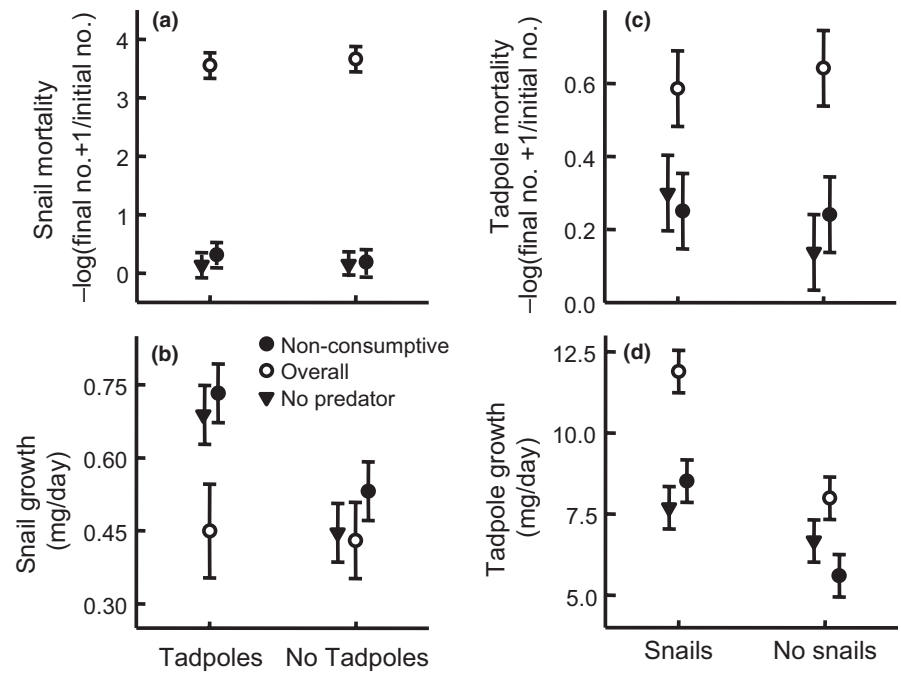 (a)
Snail mortality
–log(final no.+1/initial no.)
4
3
2
1
0
(c)
Tadpole mortality
–log(final no. +1/initial no.)
0.6
0.4
0.2
0.0
(b)
Non-consumptive
Overall
No predator
Snail growth
(mg/day)
0.75
0.60
0.45
0.30
Tadpoles
No Tadpoles
(d)
Tadpole growth
(mg/day)
12.5
10.0
7.5
5.0
Snails
No snails